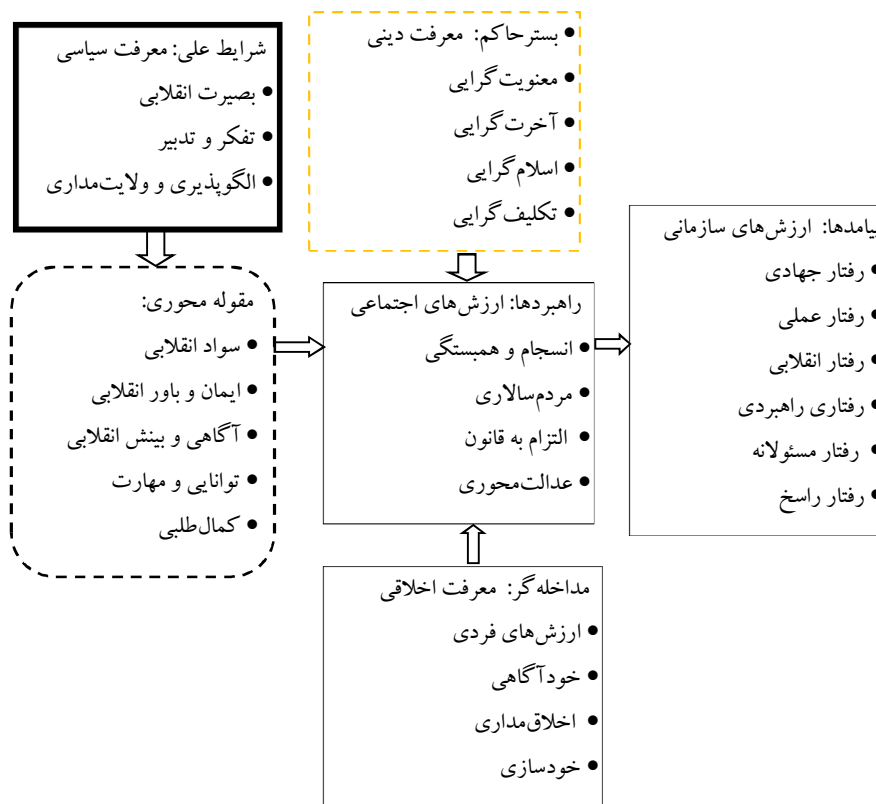 شرایط علی: معرفت سیاسی
• بصیرت انقلابی
• تفکر و تدبیر
• الگوپذیری و ولایت‌مداری
• بسترحاکم: معرفت دینی
• معنویت‌گرایی
• آخرت‌گرایی
• اسلام‌گرایی
• تکلیف‌گرایی
مقوله محوری:
• سواد انقلابی
• ایمان و باور انقلابی
• آگاهی و بینش انقلابی
• توانایی و مهارت
• کمال‌طلبی
راهبردها: ارزش‌های اجتماعی
• انسجام و همبستگی
• مردم‌سالاری
• التزام به قانون
• عدالت‌محوری
پیامدها: ارزش‌های سازمانی
• رفتار جهادی
• رفتار عملی
• رفتار انقلابی
• رفتاری راهبردی
• رفتار مسئولانه
• رفتار راسخ
مداخله‌گر: معرفت اخلاقی
• ارزش‌های فردی
• خودآگاهی
• اخلاق‌مداری
• خودسازی